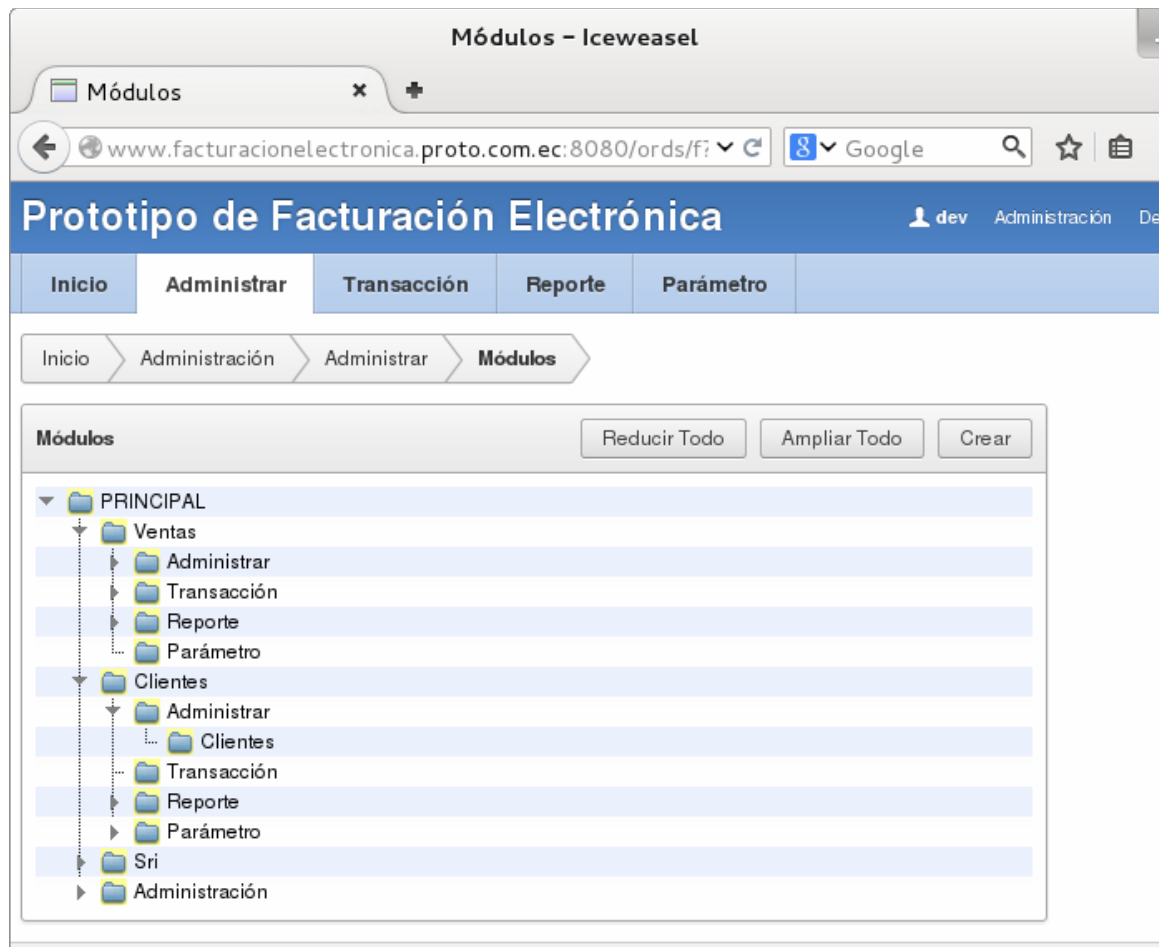 Módulos – Iceweasel
Módulos
www.facturacionelectronica.proto.com.ec:8080/ords/f? Google
Prototipo de Facturación Electrónica dev Administración De
Inicio Administrar Transacción Reporte Parámetro
Inicio Administración Administrar Módulos
Módulos Reducir Todo Ampliar Todo Crear
PRINCIPAL
Ventas
Administrar
Transacción
Reporte
Parámetro
Clientes
Administrar
Clientes
Transacción
Reporte
Parámetro
Sri
Administración